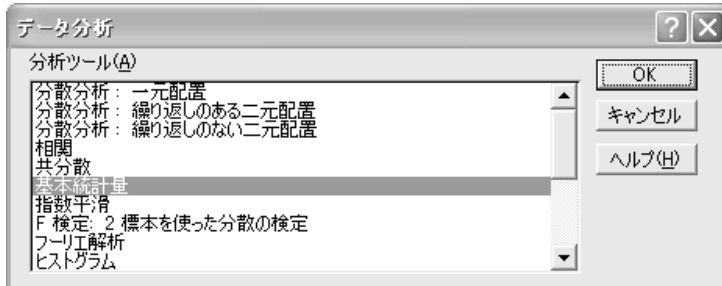 データ分析
分析ツール(A)
分散分析： 一元配置
分散分析： 繰り返しのある二元配置
分散分析： 繰り返しのない二元配置
相関
共分散
基本統計量
指数平滑
F 検定: 2 標本を使った分散の検定
フーリエ解析
ヒストグラム
OK
キャンセル
ヘルプ(H)